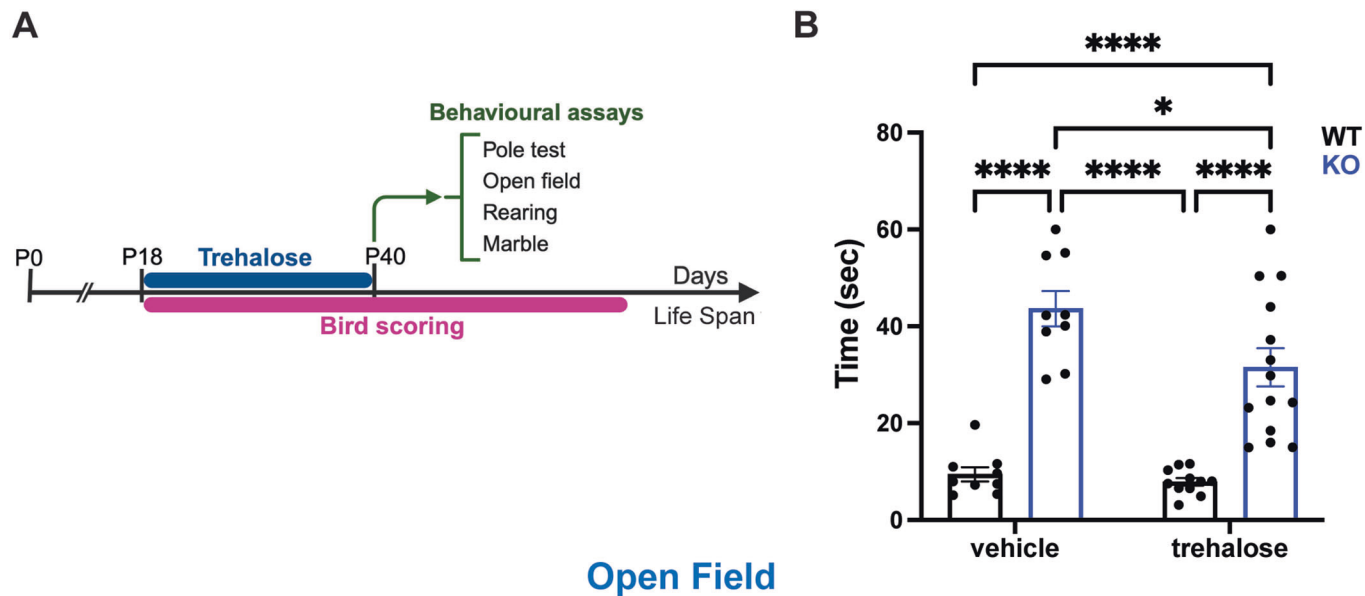 A
Behavioural assays
Pole test
Open field
Rearing
Marble
P0
P18
Trehalose
P40
Days
Bird scoring
Life Span
B
****
*
**** **** ****
WT
KO
Time (sec)
80
60
40
20
0
vehicle trehalose
Open Field